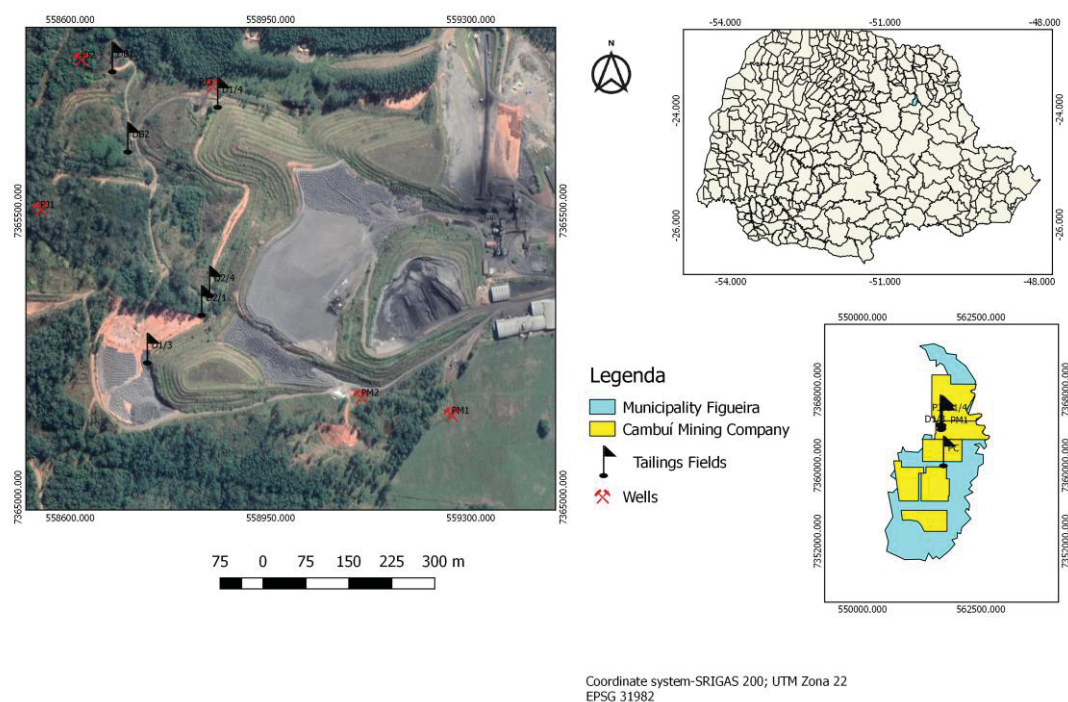 558600.000
558950.000
559300.000
7365500.000
7365000.000
7365500.000
7365000.000
558600.000
558950.000
559300.000
D1/4
DB2
PJ1
D2/4
D2/1
D1/3
PM2
PM1
75 0 75 150 225 300 m
N
-54.000
-51.000
-48.000
-24.000
-26.000
-24.000
-26.000
-54.000
-51.000
-48.000
Legenda
Municipality Figueira
Cambuí Mining Company
Tailings Fields
Wells
550000.000
562500.000
7368000.000
7360000.000
7352000.000
7368000.000
7360000.000
7352000.000
PM1
PC
550000.000
562500.000
Coordinate system-SRIGAS 200; UTM Zona 22
EPSG 31982